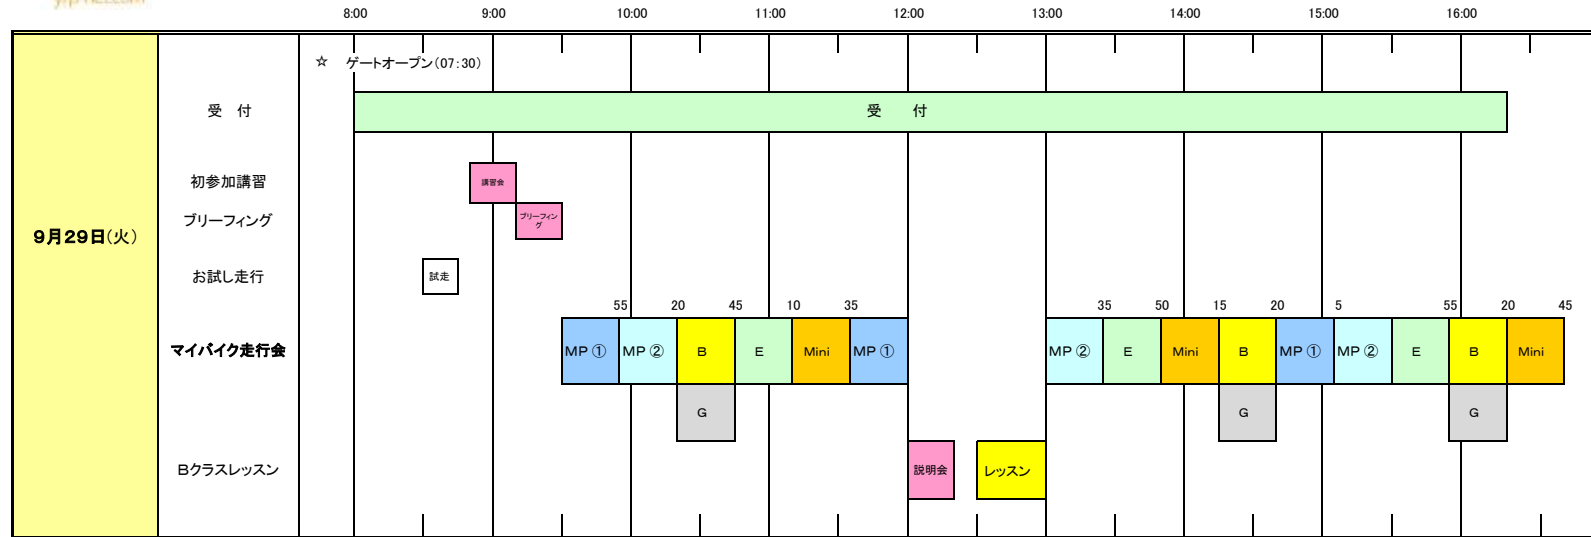 8:00 9:00 10:00 11:00 12:00 13:00 14:00 15:00 16:00
☆ ゲートオープン(07:30)
受 付 受 付
初参加講習 講習会
ブリーフィング ブリーフィン
グ
9月29日(火)
お試し走行 試走
55 20 45 10 35 35 50 15 20 5 55 20 45
マイバイク走行会 MP ① MP ② B E Mini MP ① MP ② E Mini B MP ① MP ② E B Mini
G G G
Bクラスレッスン 説明会 レッスン